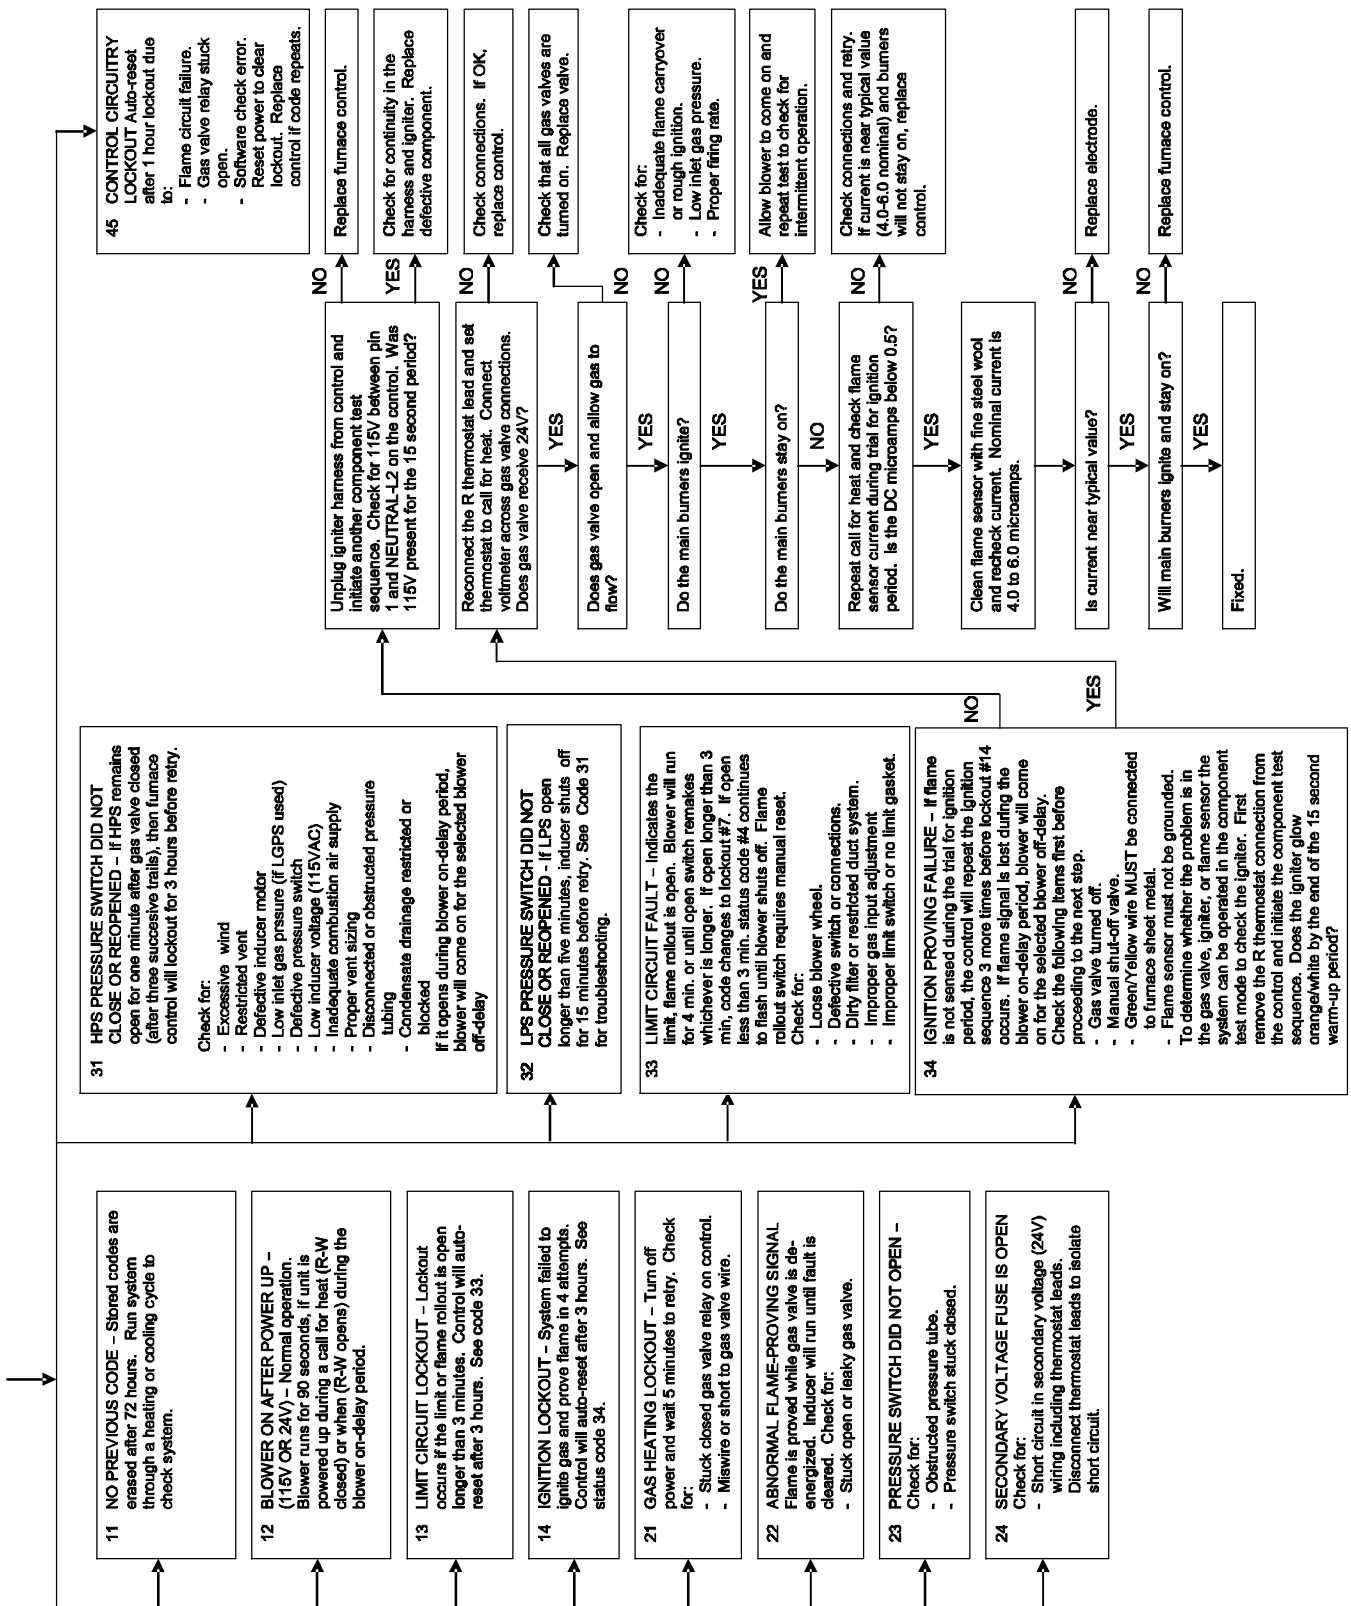 11 NO PREVIOUS CODE – Stored codes are
erased after 72 hours. Run system
through a heating or cooling cycle to
check system.
12 BLOWER ON AFTER POWER UP –
(115V OR 24V) – Normal operation.
Blower runs for 90 seconds, if unit is
powered up during a call for heat (R-W
closed) or when (R-W opens) during the
blower on-delay period.
13 LIMIT CIRCUIT LOCKOUT – Lockout
occurs if the limit or flame rollout is open
longer than 3 minutes. Control will auto-
reset after 3 hours. See code 33.
14 IGNITION LOCKOUT – System failed to
ignite gas and prove flame in 4 attempts.
Control will auto-reset after 3 hours. See
status code 34.
21 GAS HEATING LOCKOUT – Turn off
power and wait 5 minutes to retry. Check
for:
- Stuck closed gas valve relay on control.
- Miswire or short to gas valve wire.
22 ABNORMAL FLAME-PROVING SIGNAL
Flame is proved while gas valve is de-
energized. Inducer will run until fault is
cleared. Check for:
- Stuck open or leaky gas valve.
23 PRESSURE SWITCH DID NOT OPEN –
Check for:
- Obstructed pressure tube.
- Pressure switch stuck closed.
24 SECONDARY VOLTAGE FUSE IS OPEN
Check for:
- Short circuit in secondary voltage (24V)
wiring including thermostat leads.
Disconnect thermostat leads to isolate
short circuit.
31 HPS PRESSURE SWITCH DID NOT
CLOSE OR REOPENED – If HPS remains
open for one minute after gas valve closed
(after three successive trails), then furnace
control will lockout for 3 hours before retry.
Check for:
- Excessive wind
- Restricted vent
- Defective inducer motor
- Low inlet gas pressure (if LGPS used)
- Defective pressure switch
- Low inducer voltage (115VAC)
- Inadequate combustion air supply
- Proper vent sizing
- Disconnected or obstructed pressure
tubing
- Condensate drainage restricted or
blocked
If it opens during blower on-delay period,
blower will come on for the selected blower
off-delay
32 LPS PRESSURE SWITCH DID NOT
CLOSE OR REOPENED - If LPS open
longer than five minutes, inducer shuts off
for 15 minutes before retry. See Code 31
for troubleshooting.
33 LIMIT CIRCUIT FAULT – Indicates the
limit, flame rollout is open. Blower will run
for 4 min. or until open switch remakes
whichever is longer. If open longer than 3
min, code changes to lockout #7. If open
less than 3 min. status code #4 continues
to flash until blower shuts off. Flame
rollout switch requires manual reset.
Check for:
- Loose blower wheel.
- Defective switch or connections.
- Dirty filter or restricted duct system.
- Improper gas input adjustment
- Improper limit switch or no limit gasket.
34 IGNITION PROVING FAILURE – If flame
is not sensed during the trial for ignition
period, the control will repeat the ignition
sequence 3 more times before lockout #14
occurs. If flame signal is lost during the
blower on-delay period, blower will come
on for the selected blower off-delay.
Check the following items first before
proceeding to the next step.
- Gas valve turned off.
- Manual shut-off valve.
- Green/Yellow wire MUST be connected
to furnace sheet metal.
- Flame sensor must not be grounded.
To determine whether the problem is in
the gas valve, igniter, or flame sensor the
system can be operated in the component
test mode to check the igniter. First
remove the R thermostat connection from
the control and initiate the component test
sequence. Does the igniter glow
orange/white by the end of the 15 second
warm-up period?
NO
YES
45 CONTROL CIRCUITRY
LOCKOUT Auto-reset
after 1 hour lockout due
to:
- Flame circuit failure.
- Gas valve relay stuck
open.
- Software check error.
Reset power to clear
lockout. Replace
control if code repeats.
Unplug igniter harness from control and
initiate another component test
sequence. Check for 115V between pin
1 and NEUTRAL-L2 on the control. Was
115V present for the 15 second period?
NO
Replace furnace control.
YES
Check for continuity in the
harness and igniter. Replace
defective component.
Reconnect the R thermostat lead and set
thermostat to call for heat. Connect
voltmeter across gas valve connections.
Does gas valve receive 24V?
NO
Check connections. If OK,
replace control.
YES
Does gas valve open and allow gas to
flow?
NO
Check that all gas valves are
turned on. Replace valve.
YES
Do the main burners ignite?
NO
Check for:
- Inadequate flame carryover
or rough ignition.
- Low inlet gas pressure.
- Proper firing rate.
YES
Do the main burners stay on?
YES
Allow blower to come on and
repeat test to check for
intermittent operation.
NO
Repeat call for heat and check flame
sensor current during trial for ignition
period. Is the DC microamps below 0.5?
NO
Check connections and retry.
If current is near typical value
(4.0-6.0 nominal) and burners
will not stay on, replace
control.
YES
Clean flame sensor with fine steel wool
and recheck current. Nominal current is
4.0 to 6.0 microamps.
Is current near typical value?
NO
Replace electrode.
YES
Will main burners ignite and stay on?
NO
Replace furnace control.
YES
Fixed.